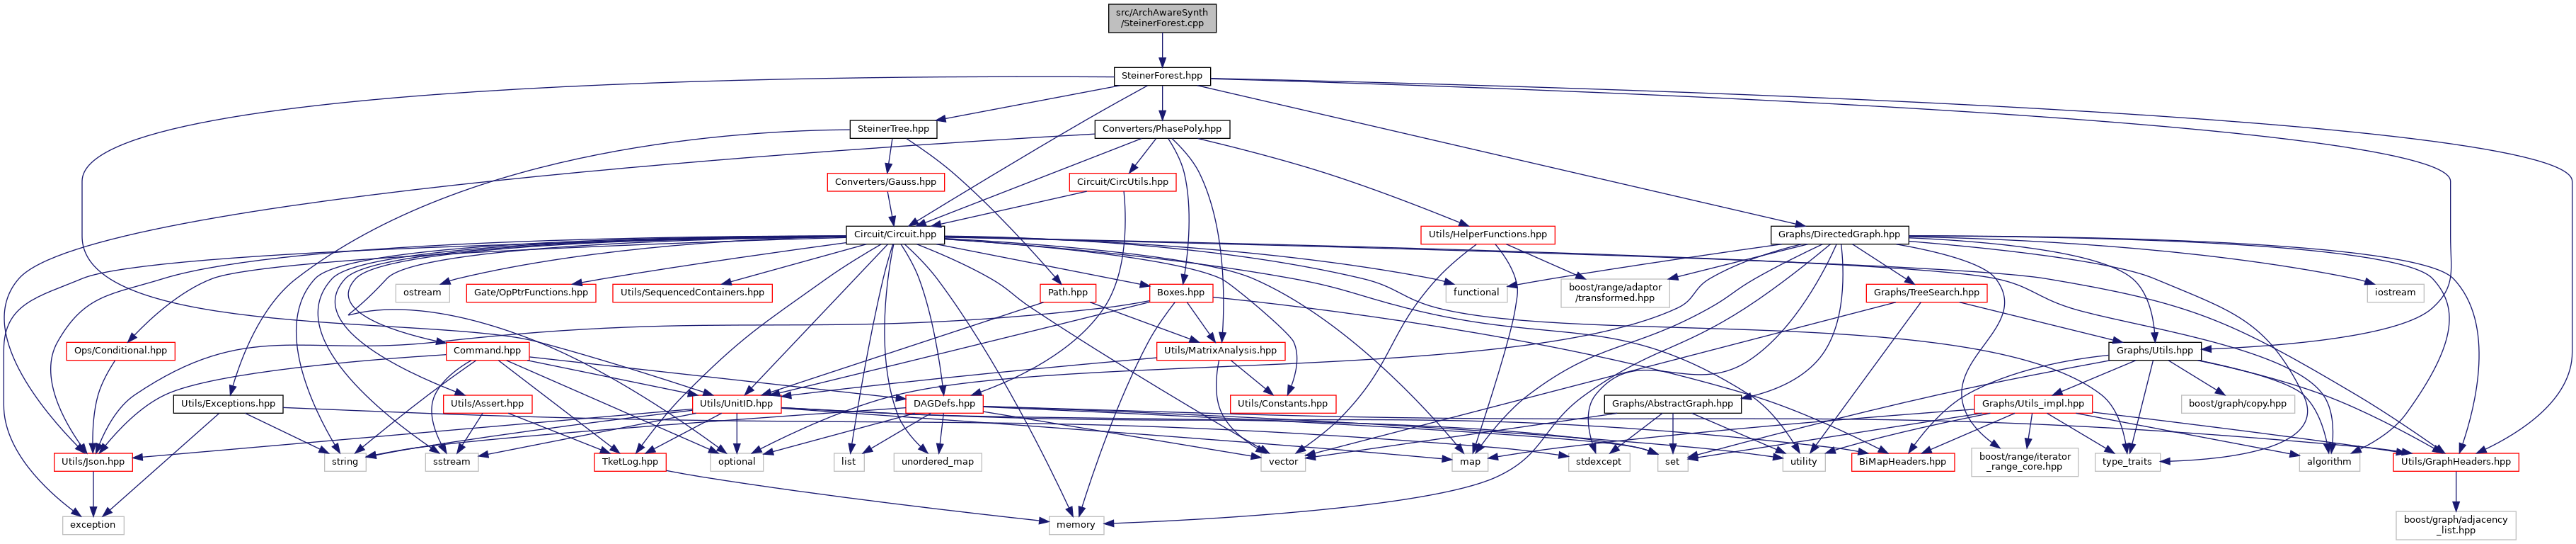 src/ArchAwareSynth
/SteinerForest.cpp
SteinerForest.hpp
SteinerTree.hpp
Converters/PhasePoly.hpp
Converters/Gauss.hpp
Circuit/CircUtils.hpp
Circuit/Circuit.hpp
Utils/HelperFunctions.hpp
Graphs/DirectedGraph.hpp
ostream
Gate/OpPtrFunctions.hpp
Utils/SequencedContainers.hpp
Path.hpp
Boxes.hpp
functional
boost/range/adaptor
/transformed.hpp
Graphs/TreeSearch.hpp
iostream
Ops/Conditional.hpp
Command.hpp
Utils/MatrixAnalysis.hpp
Graphs/Utils.hpp
Utils/Exceptions.hpp
Utils/Assert.hpp
Utils/UnitID.hpp
DAGDefs.hpp
Utils/Constants.hpp
Graphs/AbstractGraph.hpp
Graphs/Utils_impl.hpp
boost/graph/copy.hpp
Utils/Json.hpp
string
sstream
TketLog.hpp
optional
list
unordered_map
vector
map
stdexcept
set
utility
BiMapHeaders.hpp
boost/range/iterator
_range_core.hpp
type_traits
algorithm
Utils/GraphHeaders.hpp
exception
memory
boost/graph/adjacency
_list.hpp